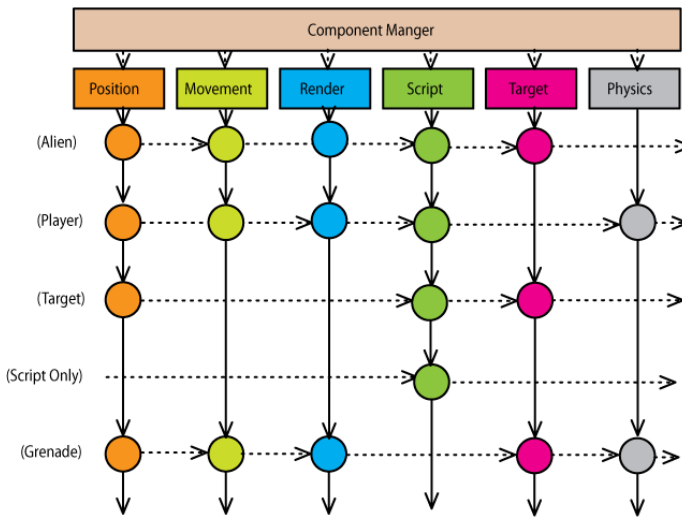 Component Manger
Position Movement Render Script Target Physics
(Alien)
(Player)
(Target)
(Script Only)
(Grenade)